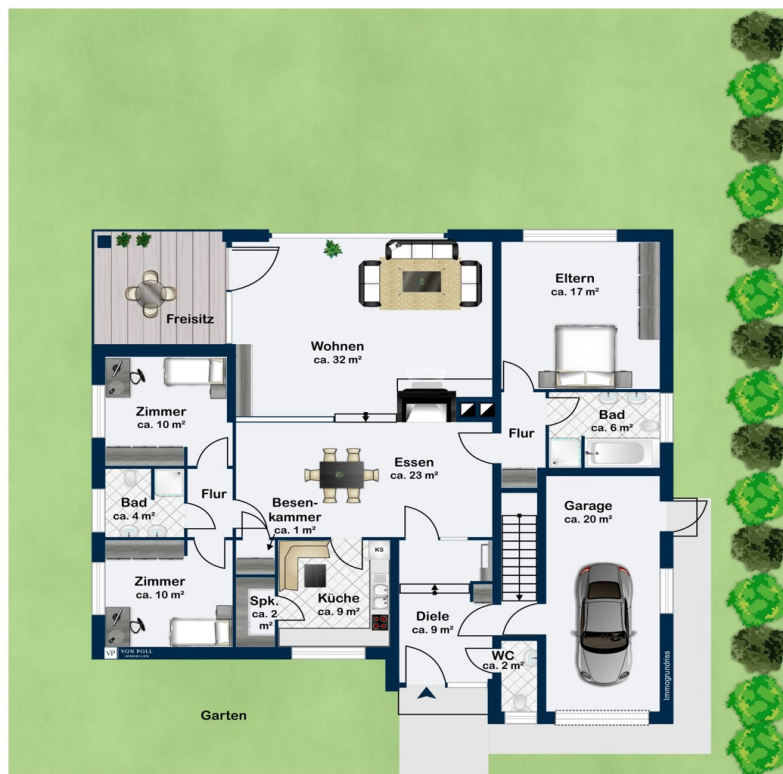 Eltern
ca. 17 m²
Freisitz
Wohnen
ca. 32 m²
Zimmer
ca. 10 m²
Bad
ca. 6 m²
Flur
Essen
ca. 23 m²
Flur
Bad
ca. 4 m²
Besen-
kammer
ca. 1 m²
Garage
ca. 20 m²
KS
Zimmer
ca. 10 m²
Spk.
ca. 2
m²
Küche
ca. 9 m²
Diele
ca. 9 m²
WC
ca. 2 m²
VP VON POLL
IMMOBILIEN
Immogrundriss
Garten